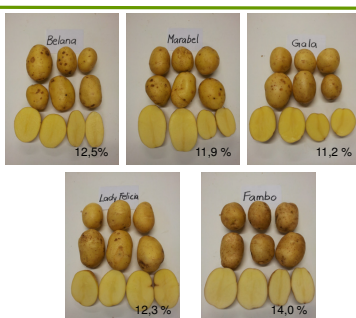 Belana
12,5%
Marabel
11,9 %
Gala
11,2 %
Lady Felicia
12,3 %
Fambo
14,0 %